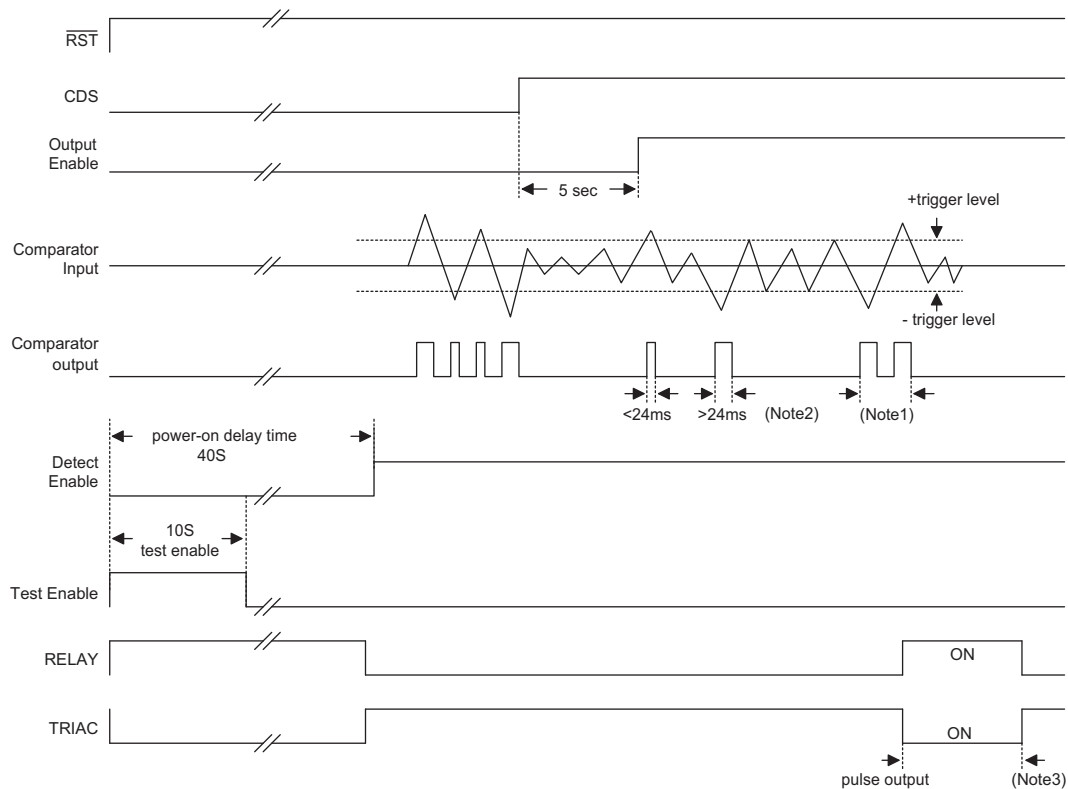 RST
CDS
Output
Enable
5 sec
+trigger level
Comparator
Input
- trigger level
Comparator
output
<24ms
>24ms
(Note2)
(Note1)
power-on delay time
40S
Detect
Enable
10S
test enable
Test Enable
RELAY
ON
TRIAC
ON
pulse output
(Note3)